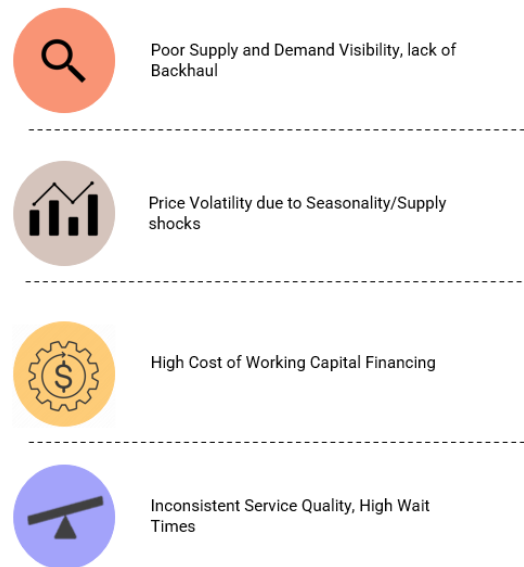 Poor Supply and Demand Visibility, lack of
Backhaul
Price Volatility due to Seasonality/Supply
shocks
$
High Cost of Working Capital Financing
Inconsistent Service Quality, High Wait
Times